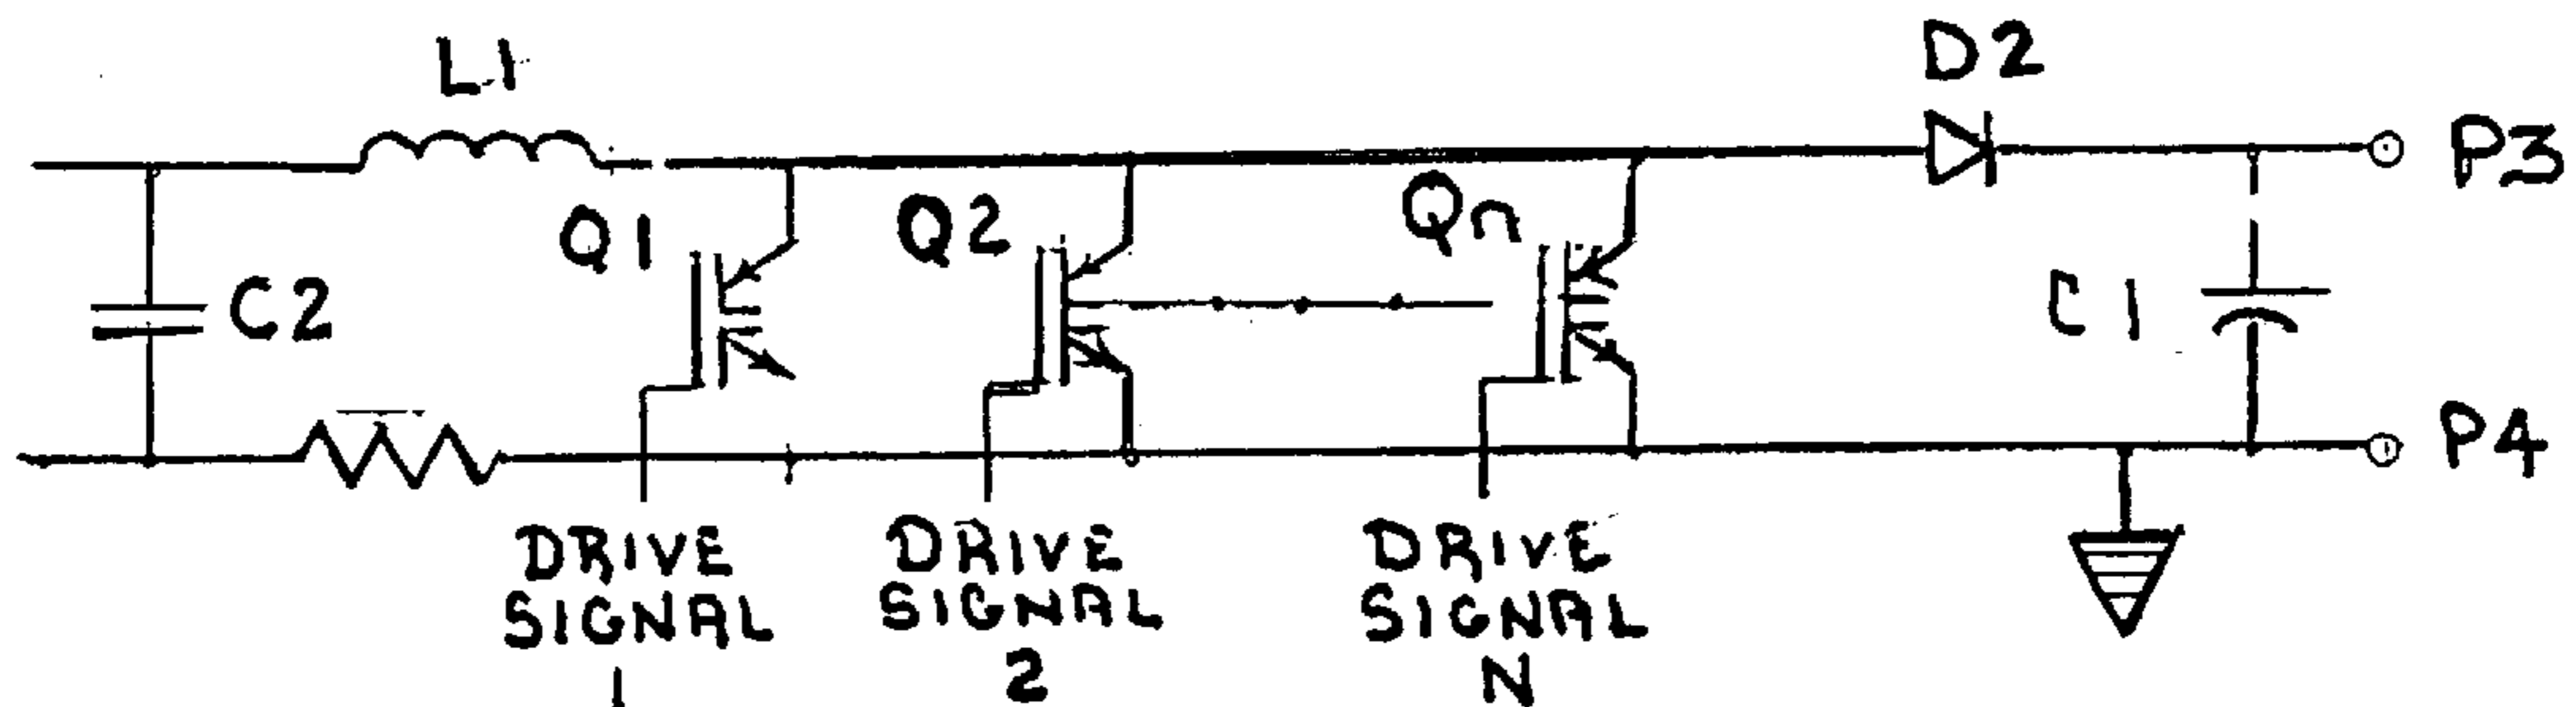 L1
D2
P3
Q1
Q2
Qn
C2
C1
P4
DRIVE
SIGNAL
1
DRIVE
SIGNAL
2
DRIVE
SIGNAL
N